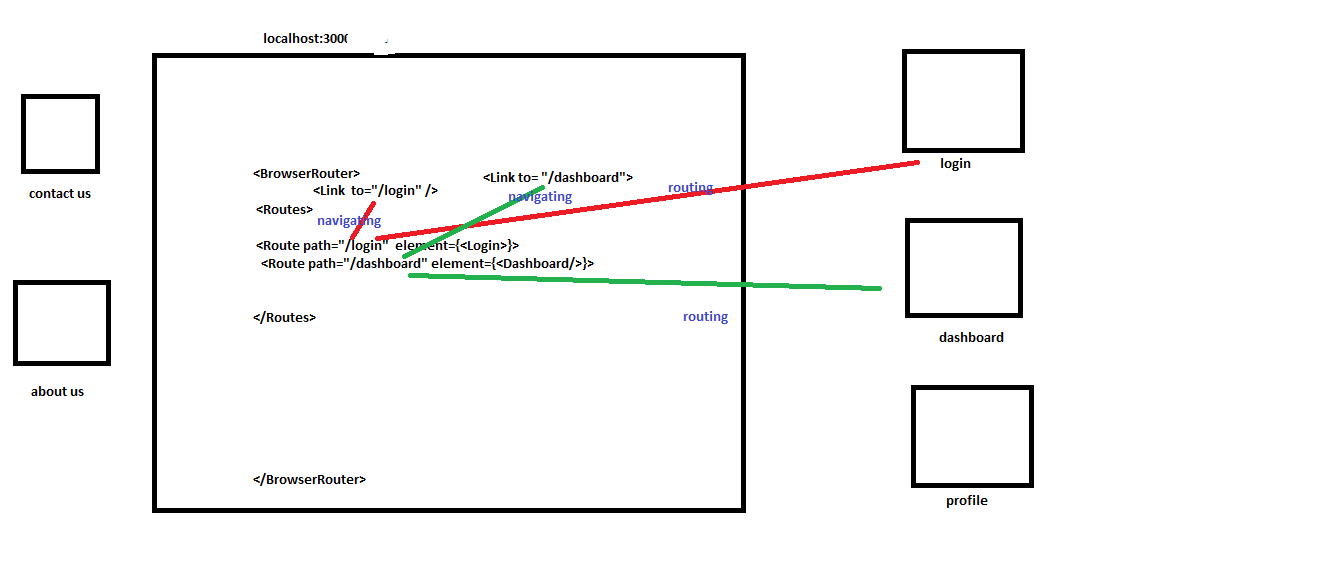 localhost:300
contact us
about us
<BrowserRouter>
<Link to="/login" />
<Link to= "/dashboard">
navigating
routing
<Routes>
navigating
<Route path="/login" element={<Login>}>
<Route path="/dashboard" element={<Dashboard/>}>
</Routes>
routing
</BrowserRouter>
login
dashboard
profile